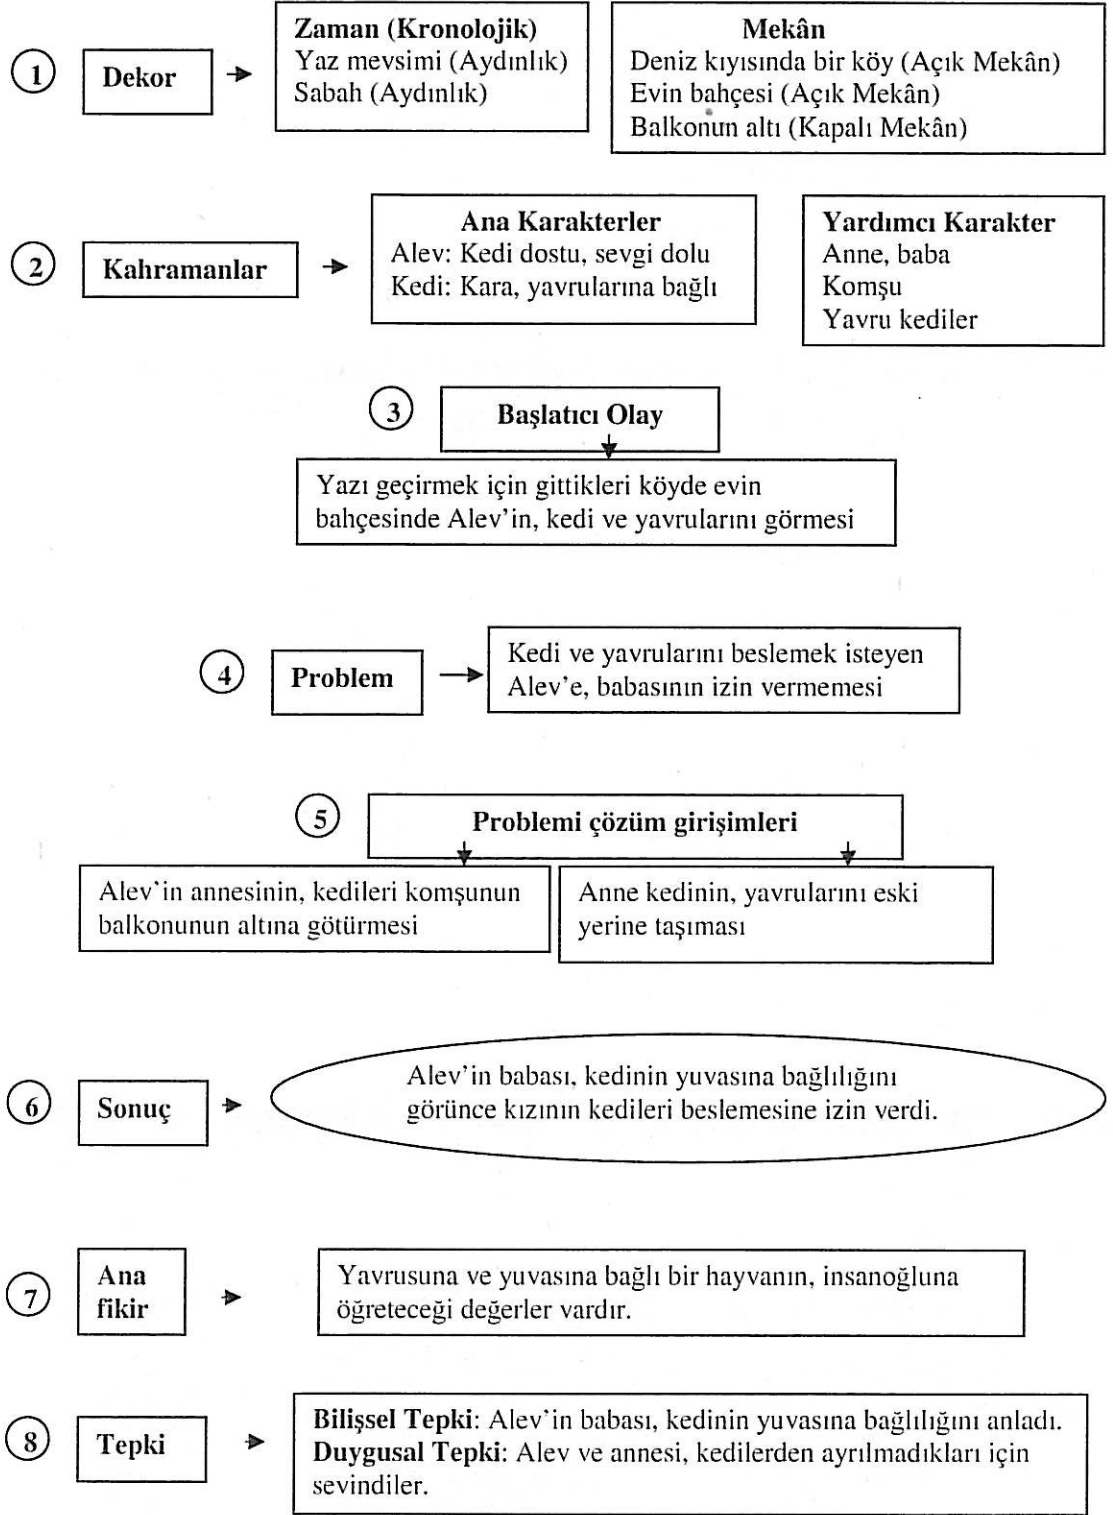 1
Dekor
Zaman (Kronolojik)
Yaz mevsimi (Aydınlık)
Sabah (Aydınlık)
Mekân
Deniz kıyısında bir köy (Açık Mekân)
Evin bahçesi (Açık Mekân)
Balkonun altı (Kapalı Mekân)
2
Kahramanlar
Ana Karakterler
Alev: Kedi dostu, sevgi dolu
Kedi: Kara, yavrularına bağlı
Yardımcı Karakter
Anne, baba
Komşu
Yavru kediler
3
Başlatıcı Olay
Yazı geçirmek için gittikleri köyde evin
bahçesinde Alev’in, kedi ve yavrularını görmesi
4
Problem
Kedi ve yavrularını beslemek isteyen
Alev’e, babasının izin vermemesi
5
Problemi çözüm girişimleri
Alev’in annesinin, kedileri komşunun
balkonunun altına götürmesi
Anne kedinin, yavrularını eski
yerine taşıması
6
Sonuç
Alev’in babası, kedinin yuvasına bağlılığını
görünce kızının kedileri beslemesine izin verdi.
7
Ana
fikir
Yavrusuna ve yuvasına bağlı bir hayvanın, insanoğluna
öğreteceği değerler vardır.
8
Tepki
Bilişsel Tepki: Alev’in babası, kedinin yuvasına bağlılığını anladı.
Duygusal Tepki: Alev ve annesi, kedilerden ayrılmadıkları için
sevindiler.